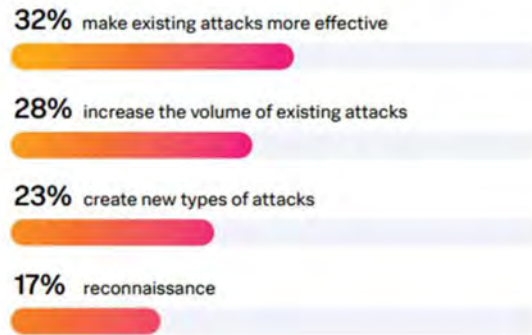 32% make existing attacks more effective
28% increase the volume of existing attacks
23% create new types of attacks
17% reconnaissance